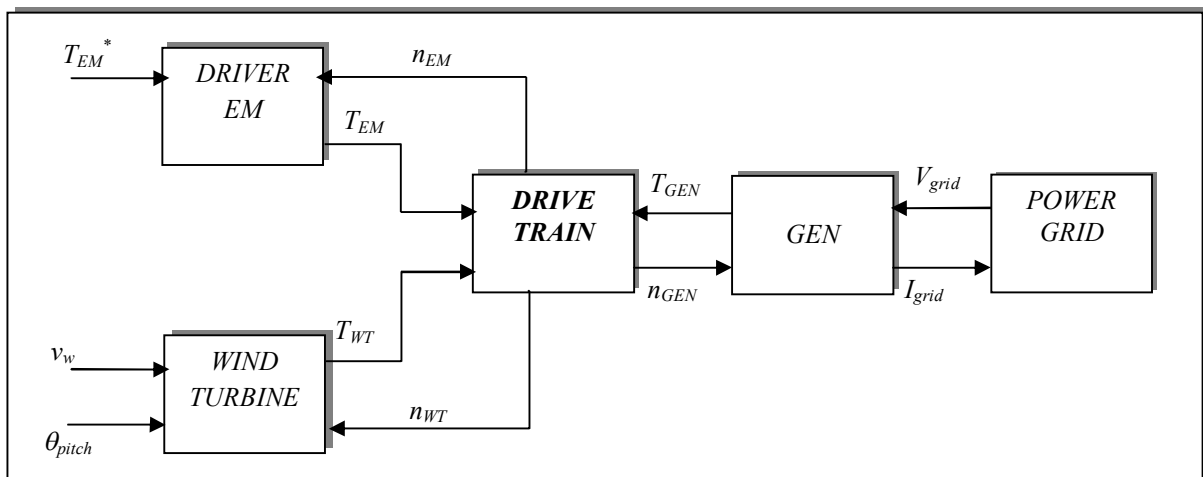 T_EM*
DRIVER
EM
n_EM
T_EM
DRIVE
TRAIN
T_GEN
n_GEN
GEN
V_grid
I_grid
POWER
GRID
v_w
θ_pitch
WIND
TURBINE
T_WT
n_WT